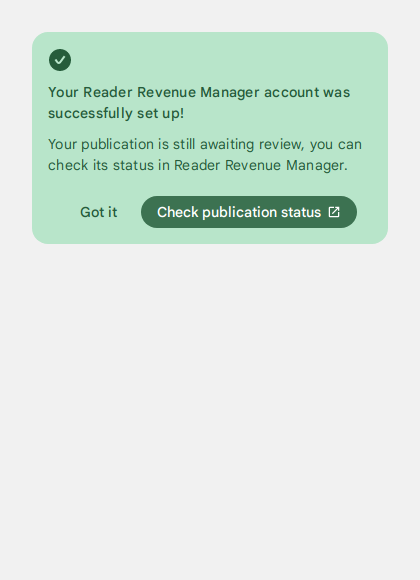 Your Reader Revenue Manager account was
successfully set up!
Your publication is still awaiting review, you can
check its status in Reader Revenue Manager.
Got it
Check publication status